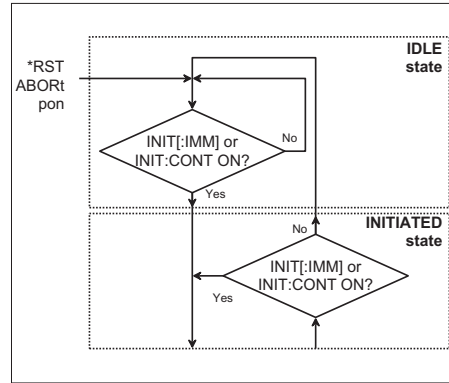 IDLE
state
*RST
ABORt
pon
No
INIT[:IMM] or
INIT:CONT ON?
Yes
INITIATED
state
No
INIT[:IMM] or
INIT:CONT ON?
Yes